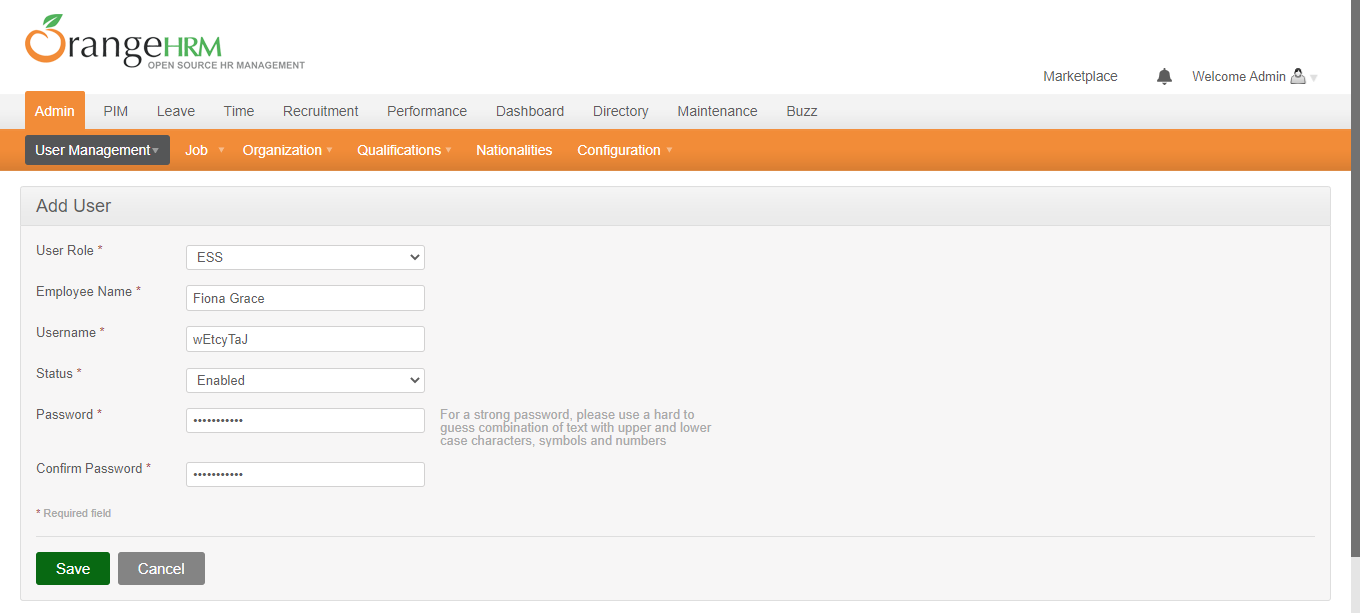 OrangeHRM
OPEN SOURCE HR MANAGEMENT
Marketplace Welcome Admin
Admin PIM Leave Time Recruitment Performance Dashboard Directory Maintenance Buzz
User Management Job Organization Qualifications Nationalities Configuration
Add User
User Role * ESS
Employee Name * Fiona Grace
Username * wEtcyTaJ
Status * Enabled
Password * •••••••••••
For a strong password, please use a hard to
guess combination of text with upper and lower
case characters, symbols and numbers
Confirm Password * •••••••••••
* Required field
Save Cancel